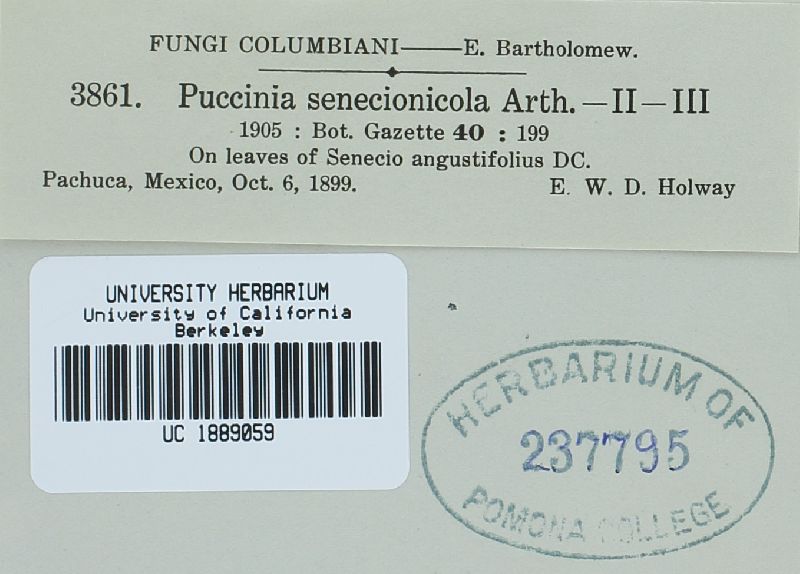 FUNGI COLUMBIANI——E. Bartholomew.
3861. Puccinia senecionicola Arth.—II—III
1905 : Bot. Gazette 40 : 199
On leaves of Senecio angustifolius DC.
Pachuca, Mexico, Oct. 6, 1899. E. W. D. Holway
UNIVERSITY HERBARIUM
University of California
Berkeley
UC 1889059
HERBARIUM OF
237795
POMONA COLLEGE